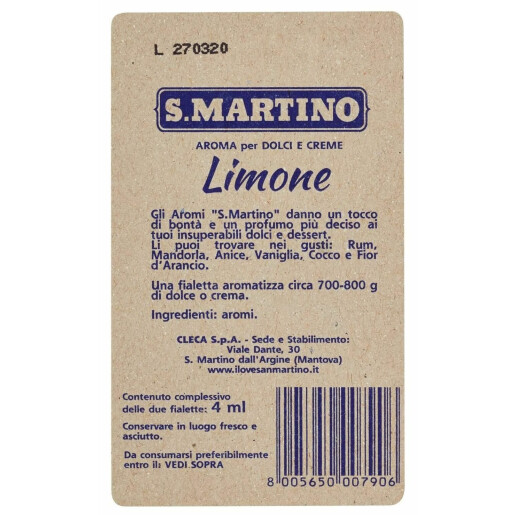 L 270320
S.MARTINO
AROMA per DOLCI E CREME
Limone
Gli Aromi "S.Martino" danno un tocco
di bontà e un profumo più deciso ai
tuoi insuperabili dolci e dessert.
Li puoi trovare nei gusti: Rum,
Mandorla, Anice, Vaniglia, Cocco e Fior
d'Arancio.
Una fialetta aromatizza circa 700-800 g
di dolce o crema.
Ingredienti: aromi.
CLECA S.p.A. - Sede e Stabilimento:
Viale Dante, 30
S. Martino dall'Argine (Mantova)
www.ilovesanmartino.it
Contenuto complessivo
delle due fialette: 4 ml
Conservare in luogo fresco e
asciutto.
Da consumarsi preferibilmente
entro il: VEDI SOPRA
8 005650 007906